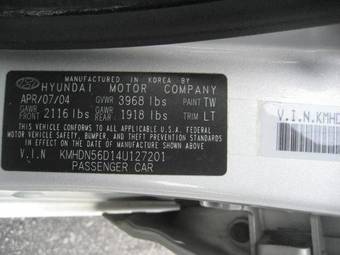 MANUFACTURED IN KOREA BY
HYUNDAI MOTOR COMPANY
APR/07/04 GVWR 3968 lbs PAINT TW
GAWR FRONT 2116 lbs GAWR REAR 1918 lbs TRIM LT
THIS VEHICLE CONFORMS TO ALL APPLICABLE U.S. FEDERAL
MOTOR VEHICLE SAFETY, BUMPER, AND THEFT PREVENTION STANDARDS
IN EFFECT ON THE DATE OF MANUFACTURE SHOWN ABOVE.
V.I.N KMHDN56D14U127201
PASSENGER CAR
V.I.N.KMHD